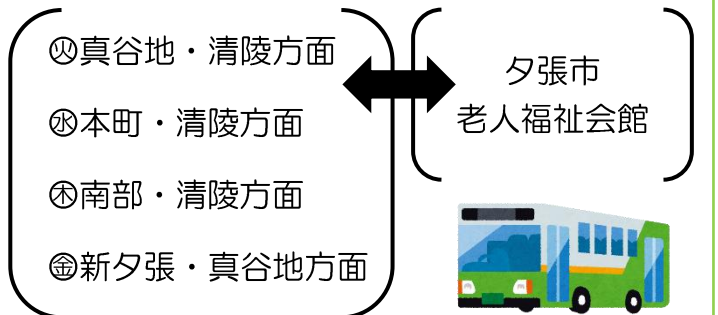 ㊋真谷地・清陵方面
㊌本町・清陵方面
㊍南部・清陵方面
㊎新夕張・真谷地方面
夕張市
老人福祉会館